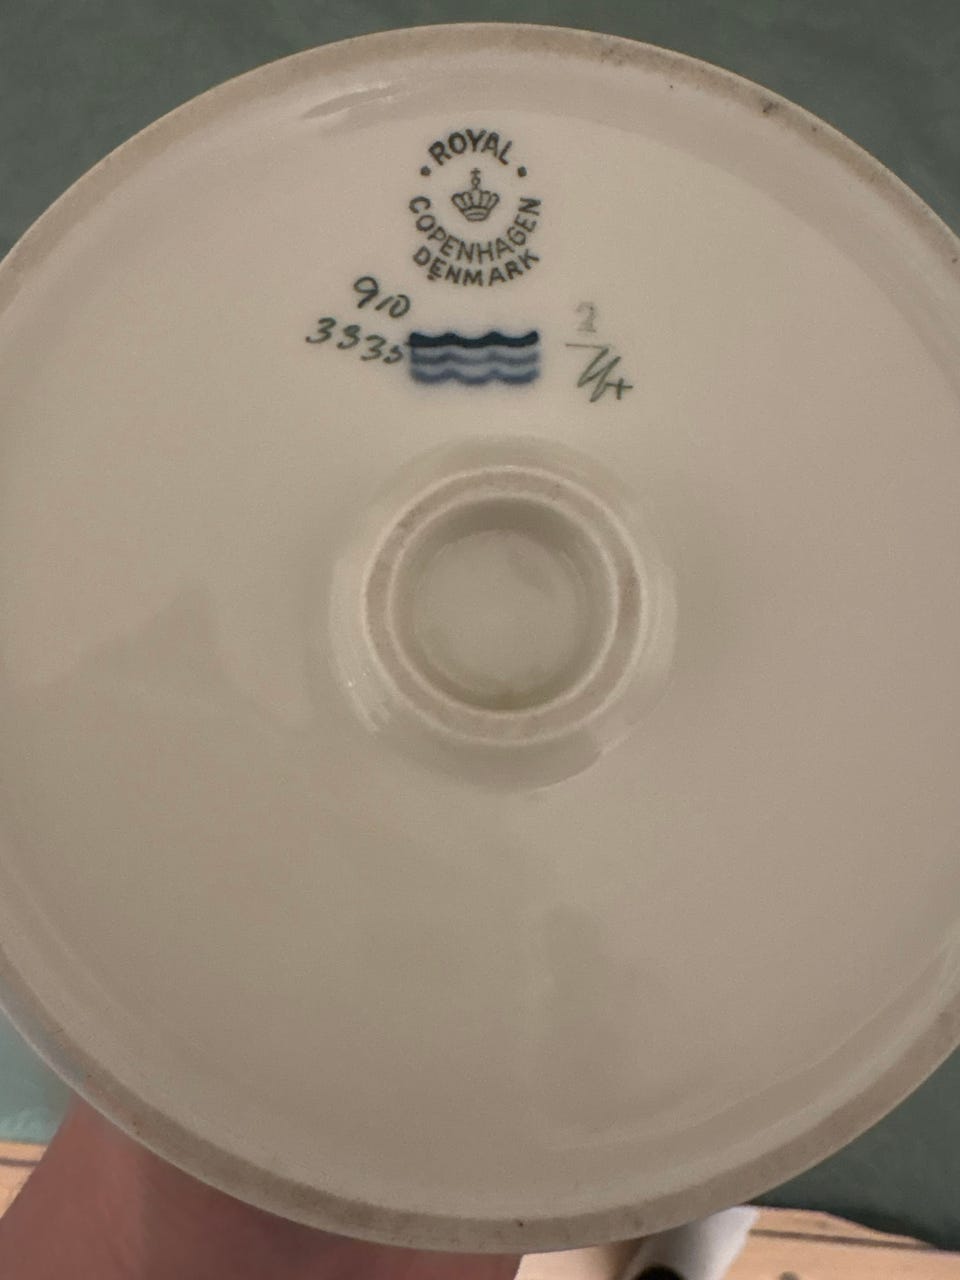 ROYAL
COPENHAGEN
DENMARK
910
3335
2